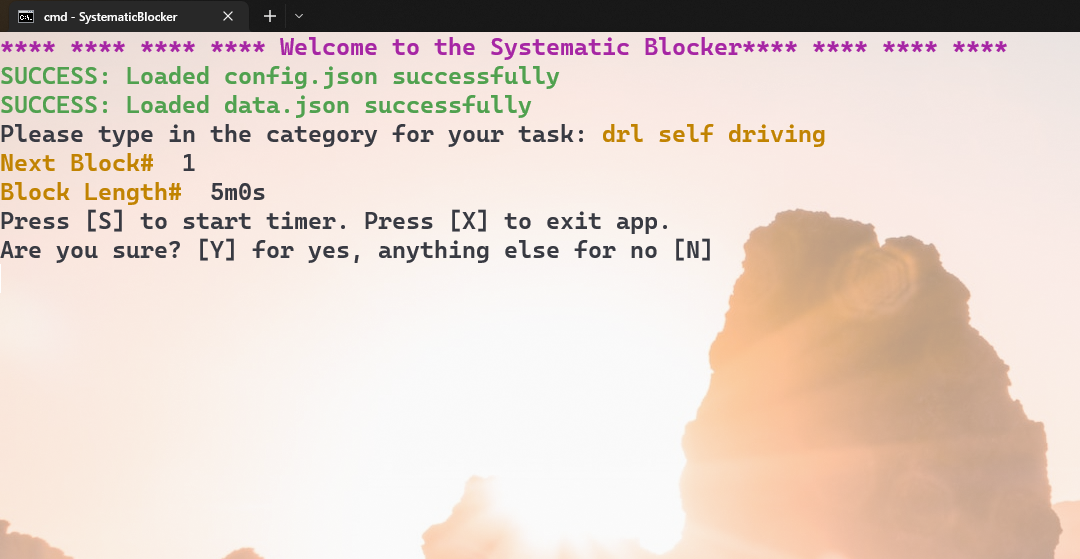 cmd - SystematicBlocker
**** **** **** **** Welcome to the Systematic Blocker**** **** **** ****
SUCCESS: Loaded config.json successfully
SUCCESS: Loaded data.json successfully
Please type in the category for your task: drl self driving
Next Block#  1
Block Length#  5m0s
Press [S] to start timer. Press [X] to exit app.
Are you sure? [Y] for yes, anything else for no [N]